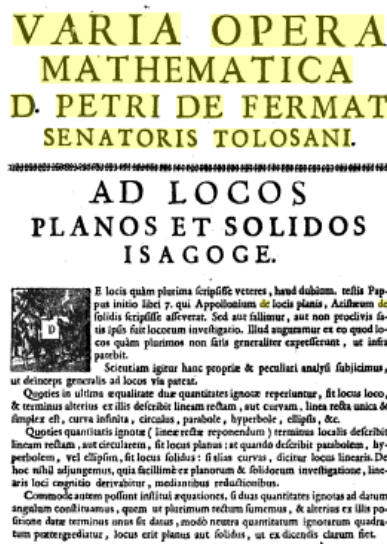 VARIA OPERA
MATHEMATICA
D. PETRI DE FERMAT
SENATORIS TOLOSANI.
AD LOCOS
PLANOS ET SOLIDOS
ISAGOGE.
DE locis quàm plurima scripsisse veteres, haud dubium. testis Pap-
pus initio libri 7. qui Appollonium de locis planis, Aristæum de
solidis scripsisse asseverat. Sed aut fallimur, aut non proclivis sa-
tis ipsis fuit locorum investigatio. Illud auguramur ex eo quod lo-
cos quàm plurimos non satis generaliter expresserunt, ut infra
patebit.
Scientiam igitur hanc propriæ & peculiari analysi subjicimus,
ut deinceps generalis ad locos via pateat.
Quoties in ultima æqualitate duæ quantitates ignotæ reperiuntur, fit locus loco,
& terminus alterius ex illis describit lineam rectam, aut curvam, linea recta unica &
simplex est, curva infinita, circulus, parabole, hyperbole, ellipsis, &c.
Quoties quantitatis ignotæ ( lineæ rectæ reponendum ) terminus localis describit
lineam rectam, aut circularem, fit locus planus; at quando describit parabolem, hy-
perbolem, vel ellipsim, fit locus solidus: si alias curvas, dicitur locus linearis. De
hoc nihil adjungemus, quia facillimè ex planorum & solidorum investigatione, line-
aris loci cognitio derivabitur, mediantibus reductionibus.
Commodè autem possunt institui æquationes, si duas quantitates ignotas ad datum
angulum constituamus, quem ut plurimum rectum sumemus, & alterius ex illis po-
sitione datæ terminus unus sit datus, modò neutra quantitatum ignotarum quadra-
tum prætergrediatur, locus erit planus aut solidus, ut ex dicendis clarum fiet.